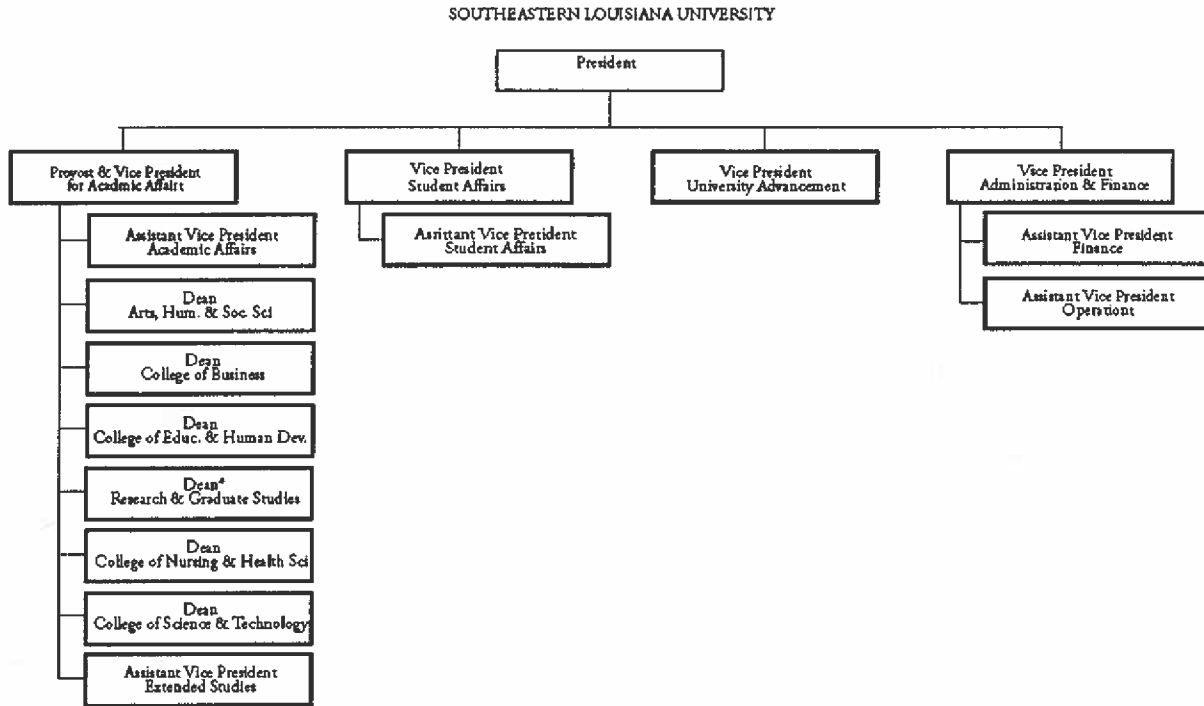 SOUTHEASTERN LOUISIANA UNIVERSITY
President
Provost & Vice President
for Academic Affairs
Vice President
Student Affairs
Vice President
University Advancement
Vice President
Administration & Finance
Assistant Vice President
Academic Affairs
Dean
Arts, Hum. & Soc. Sci
Dean
College of Business
Dean
College of Educ. & Human Dev.
Dean*
Research & Graduate Studies
Dean
College of Nursing & Health Sci
Dean
College of Science & Technology
Assistant Vice President
Extended Studies
Assistant Vice President
Student Affairs
Assistant Vice President
Finance
Assistant Vice President
Operations